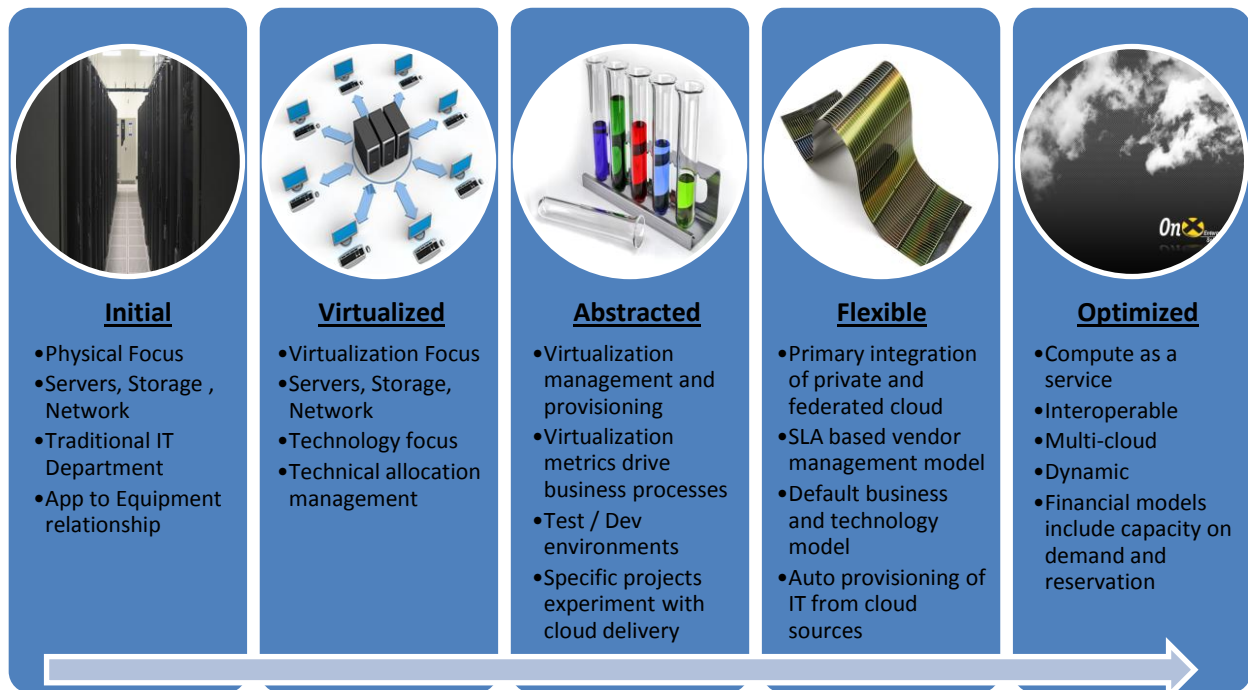 Initial
•Physical Focus
•Servers, Storage ,
Network
•Traditional IT
Department
•App to Equipment
relationship
Virtualized
•Virtualization Focus
•Servers, Storage,
Network
•Technology focus
•Technical allocation
management
Abstracted
•Virtualization
management and
provisioning
•Virtualization
metrics drive
business processes
•Test / Dev
environments
•Specific projects
experiment with
cloud delivery
Flexible
•Primary integration
of private and
federated cloud
•SLA based vendor
management model
•Default business
and technology
model
•Auto provisioning of
IT from cloud
sources
OnX
Optimized
•Compute as a
service
•Interoperable
•Multi-cloud
•Dynamic
•Financial models
include capacity on
demand and
reservation